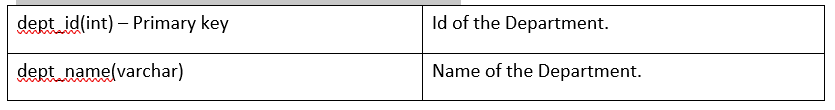 dept_id(int) – Primary key
Id of the Department.
dept_name(varchar)
Name of the Department.